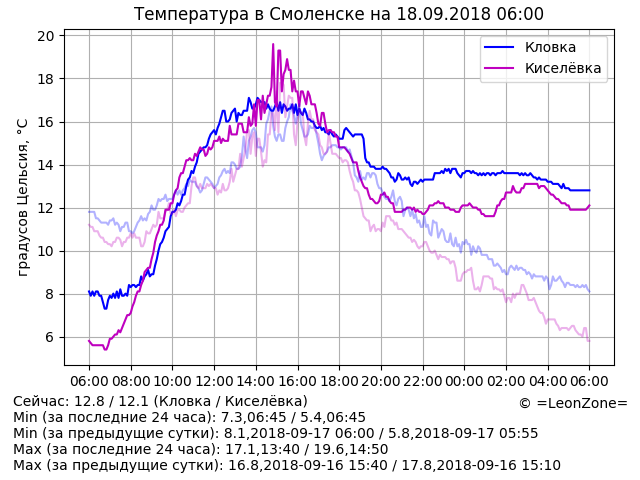 Температура в Смоленске на 18.09.2018 06:00
Кловка
Киселёвка
градусов Цельсия, °C
20
18
16
14
12
10
8
6
06:00 08:00 10:00 12:00 14:00 16:00 18:00 20:00 22:00 00:00 02:00 04:00 06:00
Сейчас: 12.8 / 12.1 (Кловка / Киселёвка)
© =LeonZone=
Min (за последние 24 часа): 7.3,06:45 / 5.4,06:45
Min (за предыдущие сутки): 8.1,2018-09-17 06:00 / 5.8,2018-09-17 05:55
Max (за последние 24 часа): 17.1,13:40 / 19.6,14:50
Max (за предыдущие сутки): 16.8,2018-09-16 15:40 / 17.8,2018-09-16 15:10